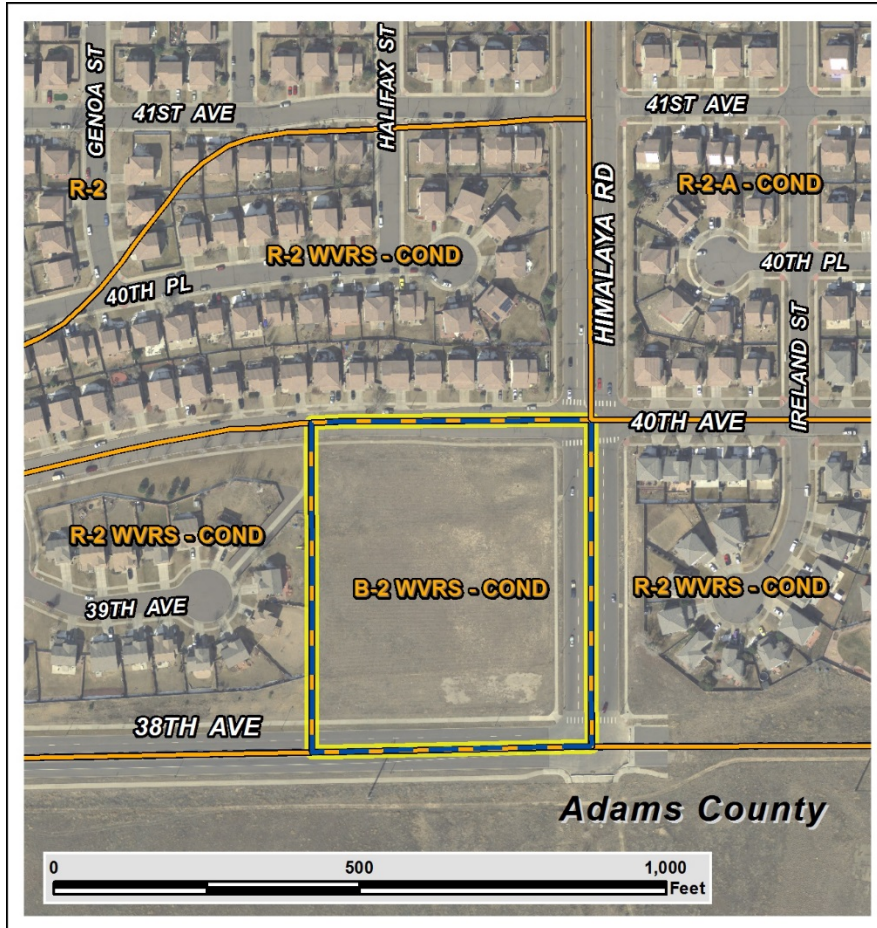 GENOA ST
HALIFAX ST
41ST AVE
41ST AVE
R-2
HIMALAYA RD
R-2-A - COND
R-2 WVRS - COND
40TH PL
40TH PL
IRELAND ST
40TH AVE
R-2 WVRS - COND
B-2 WVRS - COND
R-2 WVRS - COND
39TH AVE
38TH AVE
Adams County
0 500 1,000
Feet